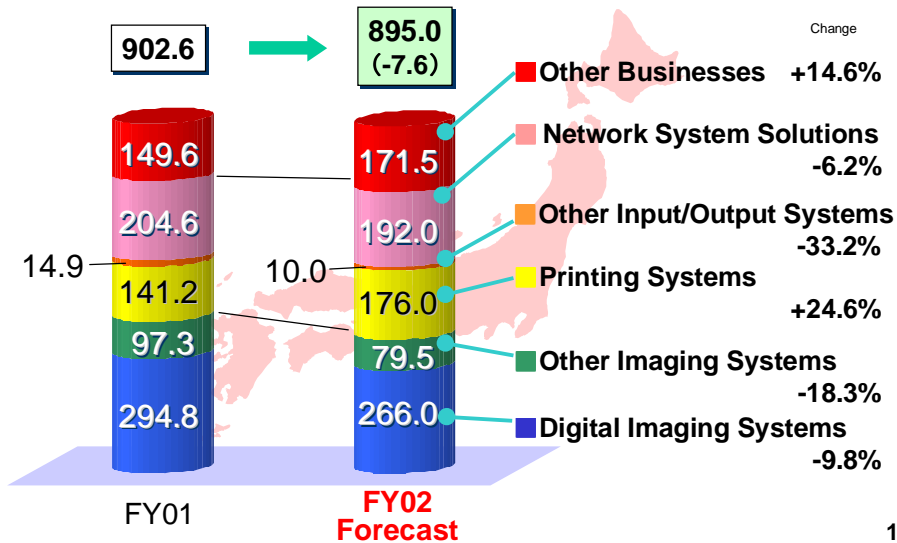 Change
902.6
895.0
（-7.6）
Other Businesses +14.6%
Network System Solutions
-6.2%
Other Input/Output Systems
-33.2%
Printing Systems
+24.6%
Other Imaging Systems
-18.3%
Digital Imaging Systems
-9.8%
149.6
204.6
14.9
141.2
97.3
294.8
171.5
192.0
10.0
176.0
79.5
266.0
FY01
FY02
Forecast
1